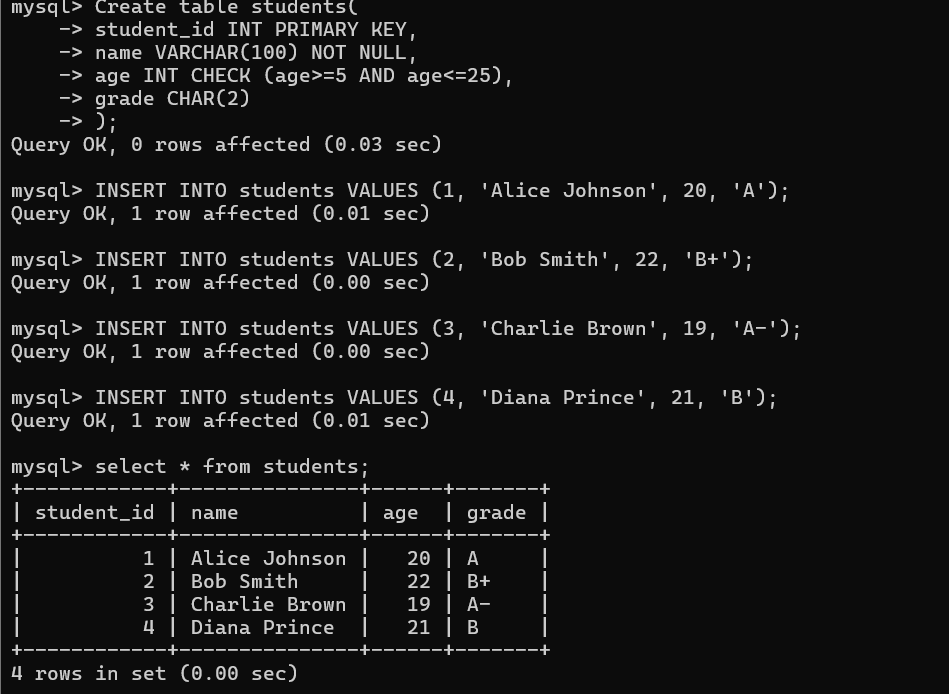 mysql> Create table students(
    -> student_id INT PRIMARY KEY,
    -> name VARCHAR(100) NOT NULL,
    -> age INT CHECK (age>=5 AND age<=25),
    -> grade CHAR(2)
    -> );
Query OK, 0 rows affected (0.03 sec)

mysql> INSERT INTO students VALUES (1, 'Alice Johnson', 20, 'A');
Query OK, 1 row affected (0.01 sec)

mysql> INSERT INTO students VALUES (2, 'Bob Smith', 22, 'B+');
Query OK, 1 row affected (0.00 sec)

mysql> INSERT INTO students VALUES (3, 'Charlie Brown', 19, 'A-');
Query OK, 1 row affected (0.00 sec)

mysql> INSERT INTO students VALUES (4, 'Diana Prince', 21, 'B');
Query OK, 1 row affected (0.01 sec)

mysql> select * from students;
+------------+---------------+------+-------+
| student_id | name          | age  | grade |
+------------+---------------+------+-------+
|          1 | Alice Johnson |   20 | A     |
|          2 | Bob Smith     |   22 | B+    |
|          3 | Charlie Brown |   19 | A-    |
|          4 | Diana Prince  |   21 | B     |
+------------+---------------+------+-------+
4 rows in set (0.00 sec)